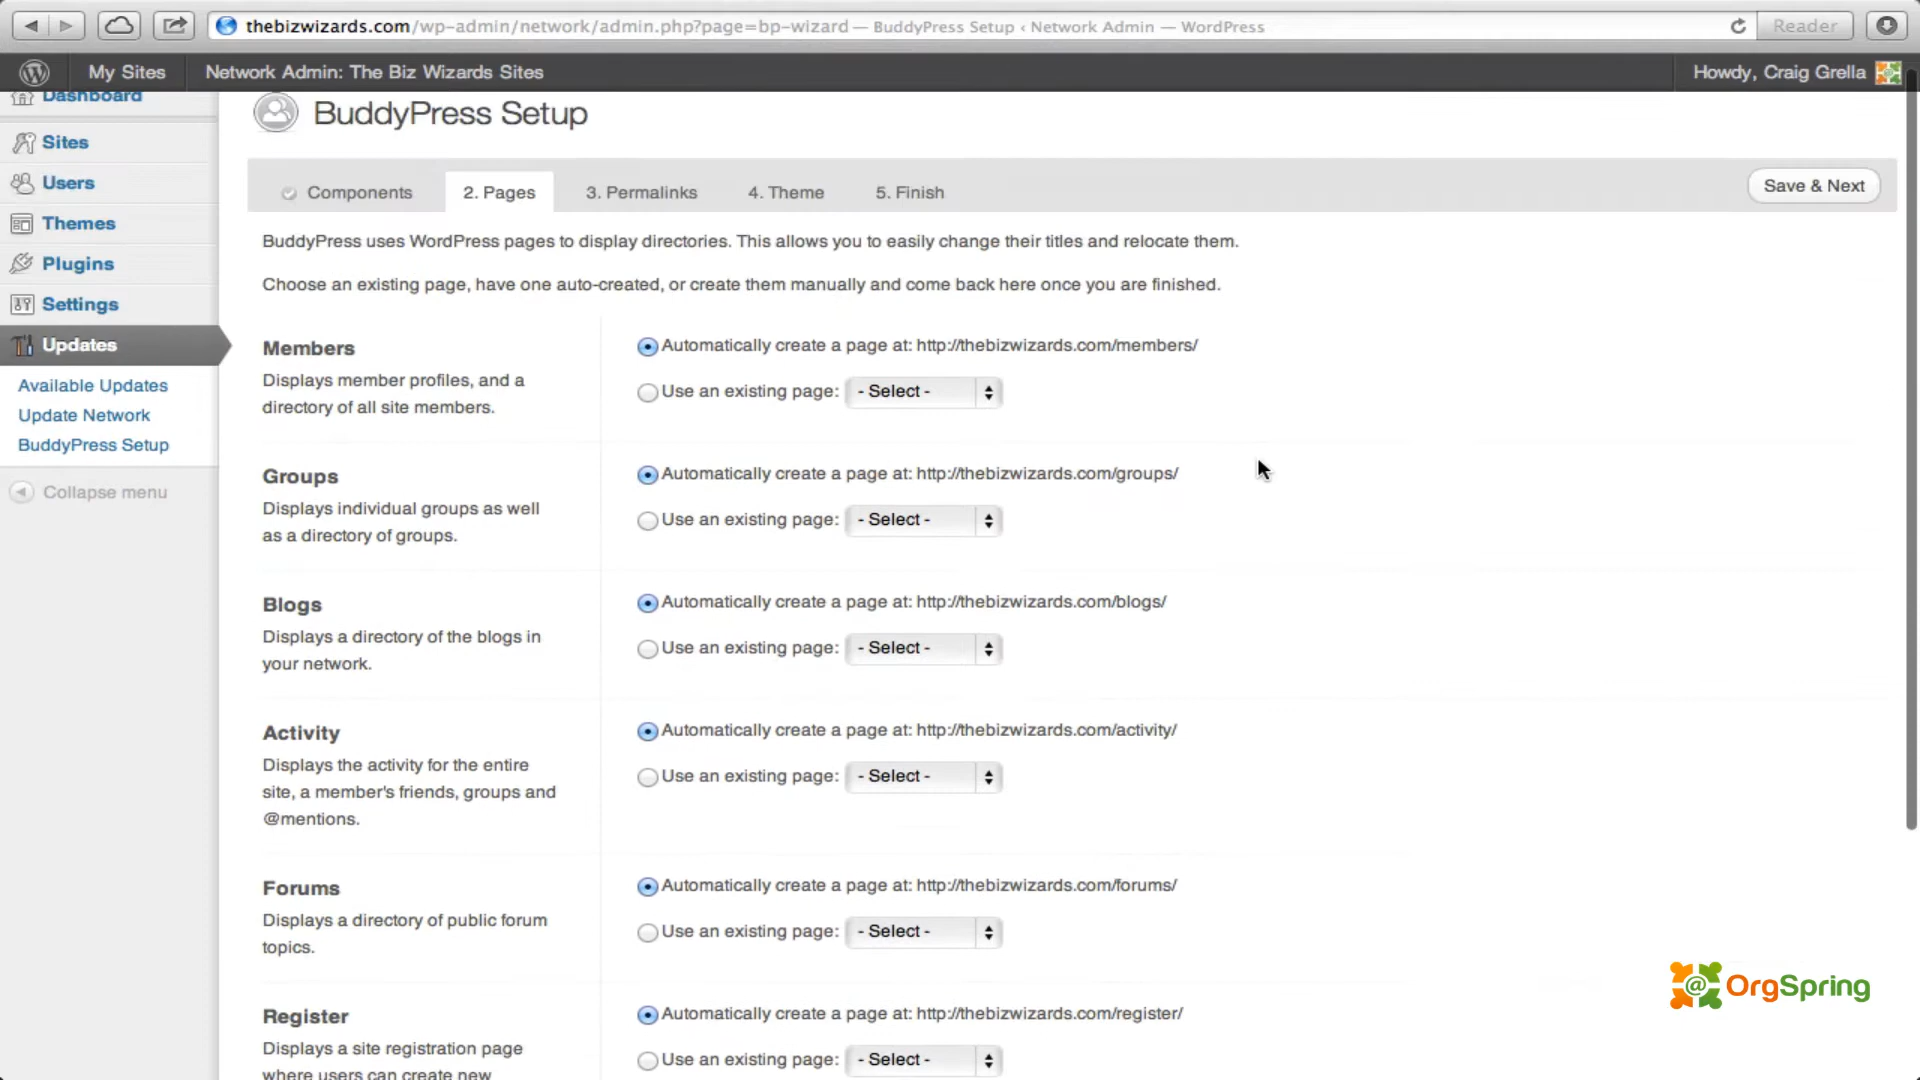 thebizwizards.com/wp-admin/network/admin.php?page=bp-wizard — BuddyPress Setup ‹ Network Admin — WordPress
Reader
My Sites
Network Admin: The Biz Wizards Sites
Howdy, Craig Grella
Dashboard
Sites
Users
Themes
Plugins
Settings
Updates
Available Updates
Update Network
BuddyPress Setup
Collapse menu
BuddyPress Setup
Components
2. Pages
3. Permalinks
4. Theme
5. Finish
Save & Next
BuddyPress uses WordPress pages to display directories. This allows you to easily change their titles and relocate them.
Choose an existing page, have one auto-created, or create them manually and come back here once you are finished.
Members
Displays member profiles, and a
directory of all site members.
Automatically create a page at: http://thebizwizards.com/members/
Use an existing page: - Select -
Groups
Displays individual groups as well
as a directory of groups.
Automatically create a page at: http://thebizwizards.com/groups/
Use an existing page: - Select -
Blogs
Displays a directory of the blogs in
your network.
Automatically create a page at: http://thebizwizards.com/blogs/
Use an existing page: - Select -
Activity
Displays the activity for the entire
site, a member's friends, groups and
@mentions.
Automatically create a page at: http://thebizwizards.com/activity/
Use an existing page: - Select -
Forums
Displays a directory of public forum
topics.
Automatically create a page at: http://thebizwizards.com/forums/
Use an existing page: - Select -
Register
Displays a site registration page
where users can create new
Automatically create a page at: http://thebizwizards.com/register/
Use an existing page: - Select -
@ OrgSpring